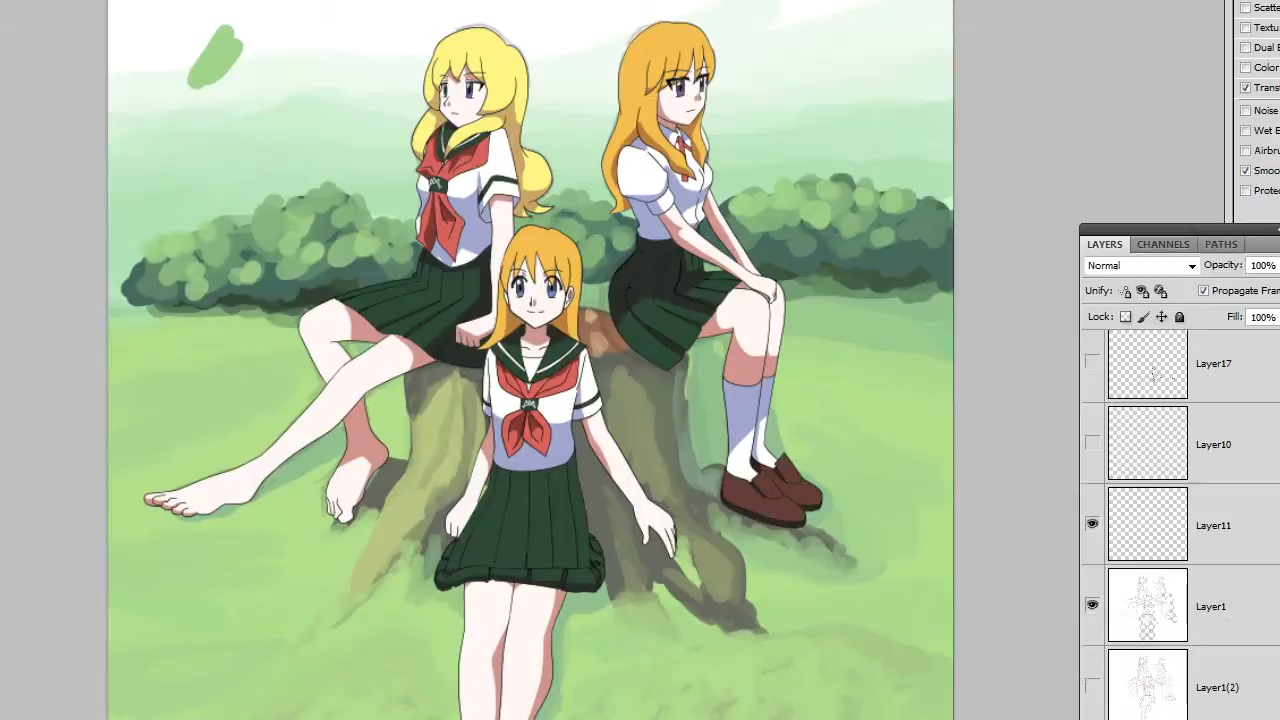 Scatte
Textu
Dual B
Color
Trans
Noise
Wet E
Airbru
Smoo
Protec
LAYERS CHANNELS PATHS
Normal Opacity: 100%
Unify: Propagate Fram
Lock: Fill: 100%
Layer17
Layer10
Layer11
Layer1
Layer1(2)